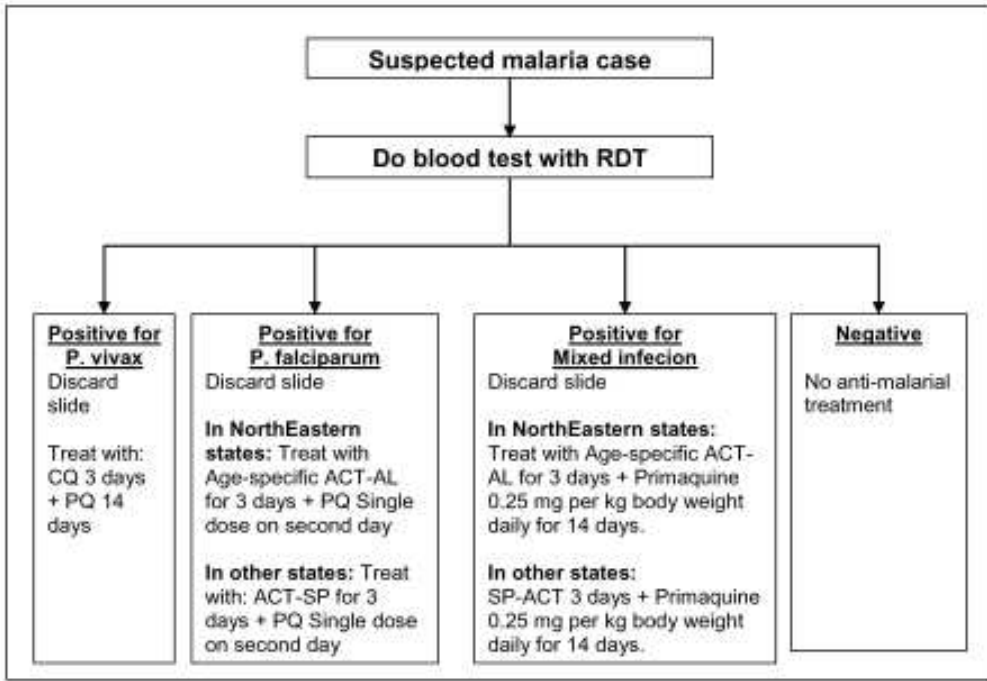 Suspected malaria case
Do blood test with RDT
Positive for
P. vivax
Discard
slide
Treat with:
CQ 3 days
+ PQ 14
days
Positive for
P. falciparum
Discard slide
In NorthEastern
states: Treat with
Age-specific ACT-AL
for 3 days + PQ Single
dose on second day
In other states: Treat
with: ACT-SP for 3
days + PQ Single dose
on second day
Positive for
Mixed infecion
Discard slide
In NorthEastern states:
Treat with Age-specific ACT-
AL for 3 days + Primaquine
0.25 mg per kg body weight
daily for 14 days.
In other states:
SP-ACT 3 days + Primaquine
0.25 mg per kg body weight
daily for 14 days.
Negative
No anti-malarial
treatment